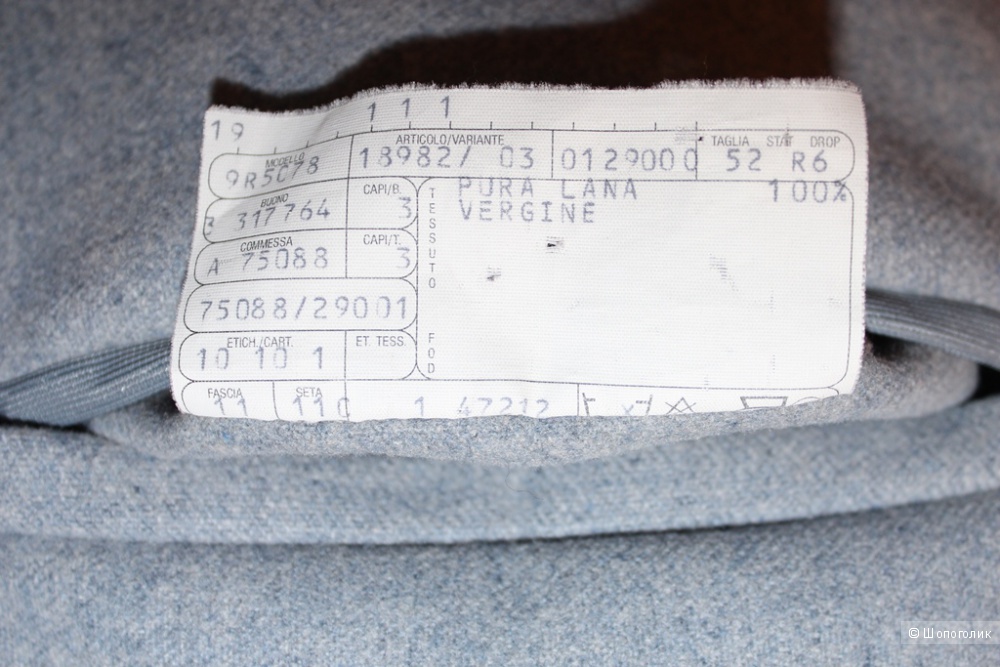 19 1 1 1
MODELLO ARTICOLO/VARIANTE TAGLIA STAT DROP
9R5C78 18982/ 03 0129000 52 R6
BUONO CAPI/B. TESSUTO PURA LANA 100%
3 317764 3 VERGINE
COMMESSA CAPI/T.
A 75088 3
75088/29001
ETICH./CART. ET. TESS. FOD
10 10 1
FASCIA SETA
11 110 1 47212
© Шопоголик